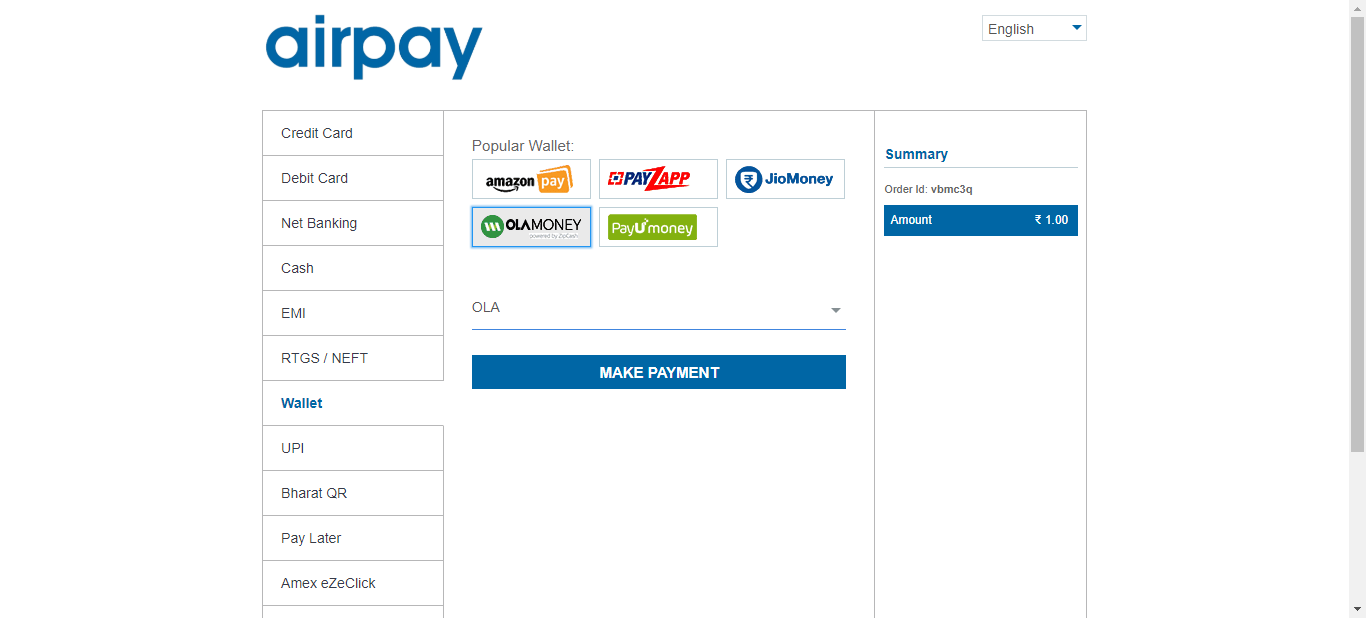 airpay
English
Credit Card
Debit Card
Net Banking
Cash
EMI
RTGS / NEFT
Wallet
UPI
Bharat QR
Pay Later
Amex eZeClick
Popular Wallet:
amazon pay
PAYZAPP
JioMoney
OLAMONEY
powered by ZipCash
PayUmoney
OLA
MAKE PAYMENT
Summary
Order Id: vbmc3q
Amount ₹ 1.00